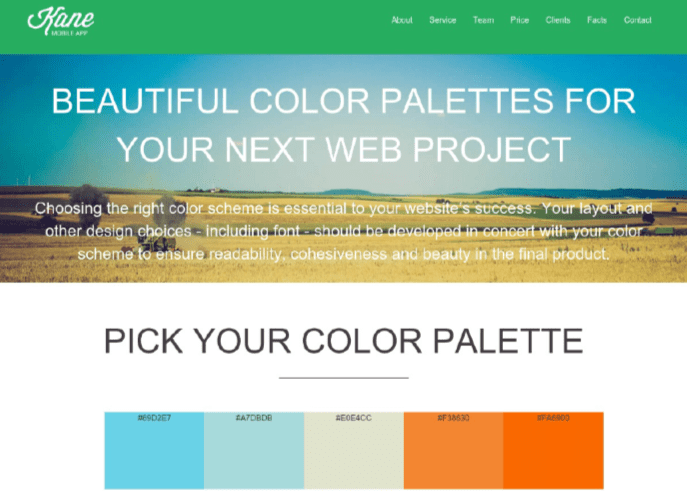 Kane
MOBILE APP
About Service Team Price Clients Facts Contact
BEAUTIFUL COLOR PALETTES FOR
YOUR NEXT WEB PROJECT
Choosing the right color scheme is essential to your website's success. Your layout and
other design choices - including font - should be developed in concert with your color
scheme to ensure readability, cohesiveness and beauty in the final product.
PICK YOUR COLOR PALETTE
#69D2E7 #A7DBDB #E0E4CC #F38630 #FA6900